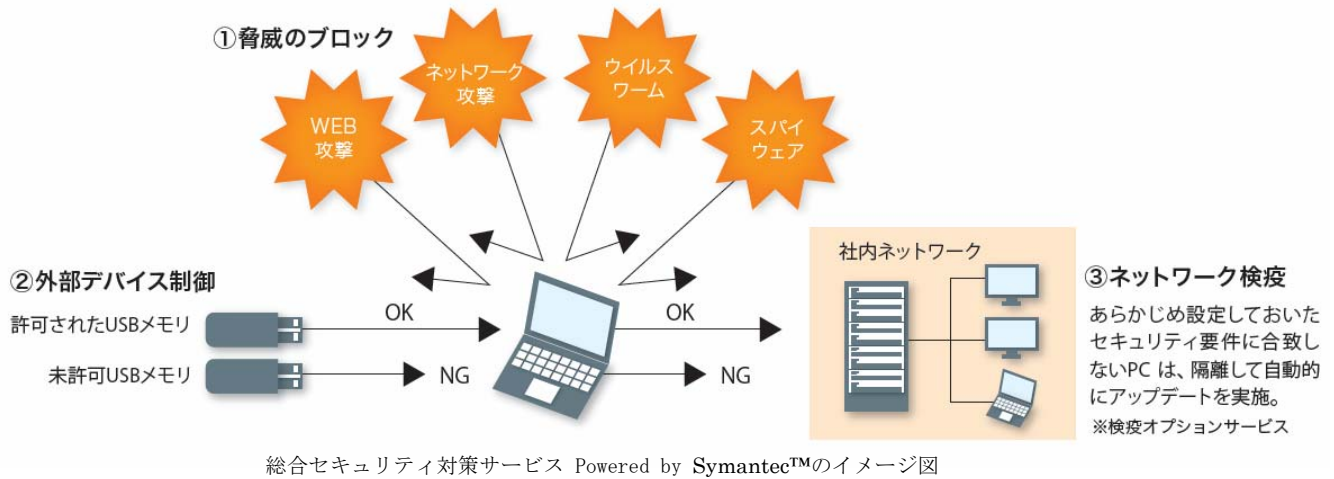 ①脅威のブロック
ネットワーク
攻撃
ウイルス
ワーム
WEB
攻撃
スパイ
ウェア
②外部デバイス制御
許可されたUSBメモリ
OK
未許可USBメモリ
NG
OK
NG
社内ネットワーク
③ネットワーク検疫
あらかじめ設定しておいた
セキュリティ要件に合致し
ないPC は、隔離して自動的
にアップデートを実施。
※検疫オプションサービス
総合セキュリティ対策サービス Powered by Symantec™のイメージ図